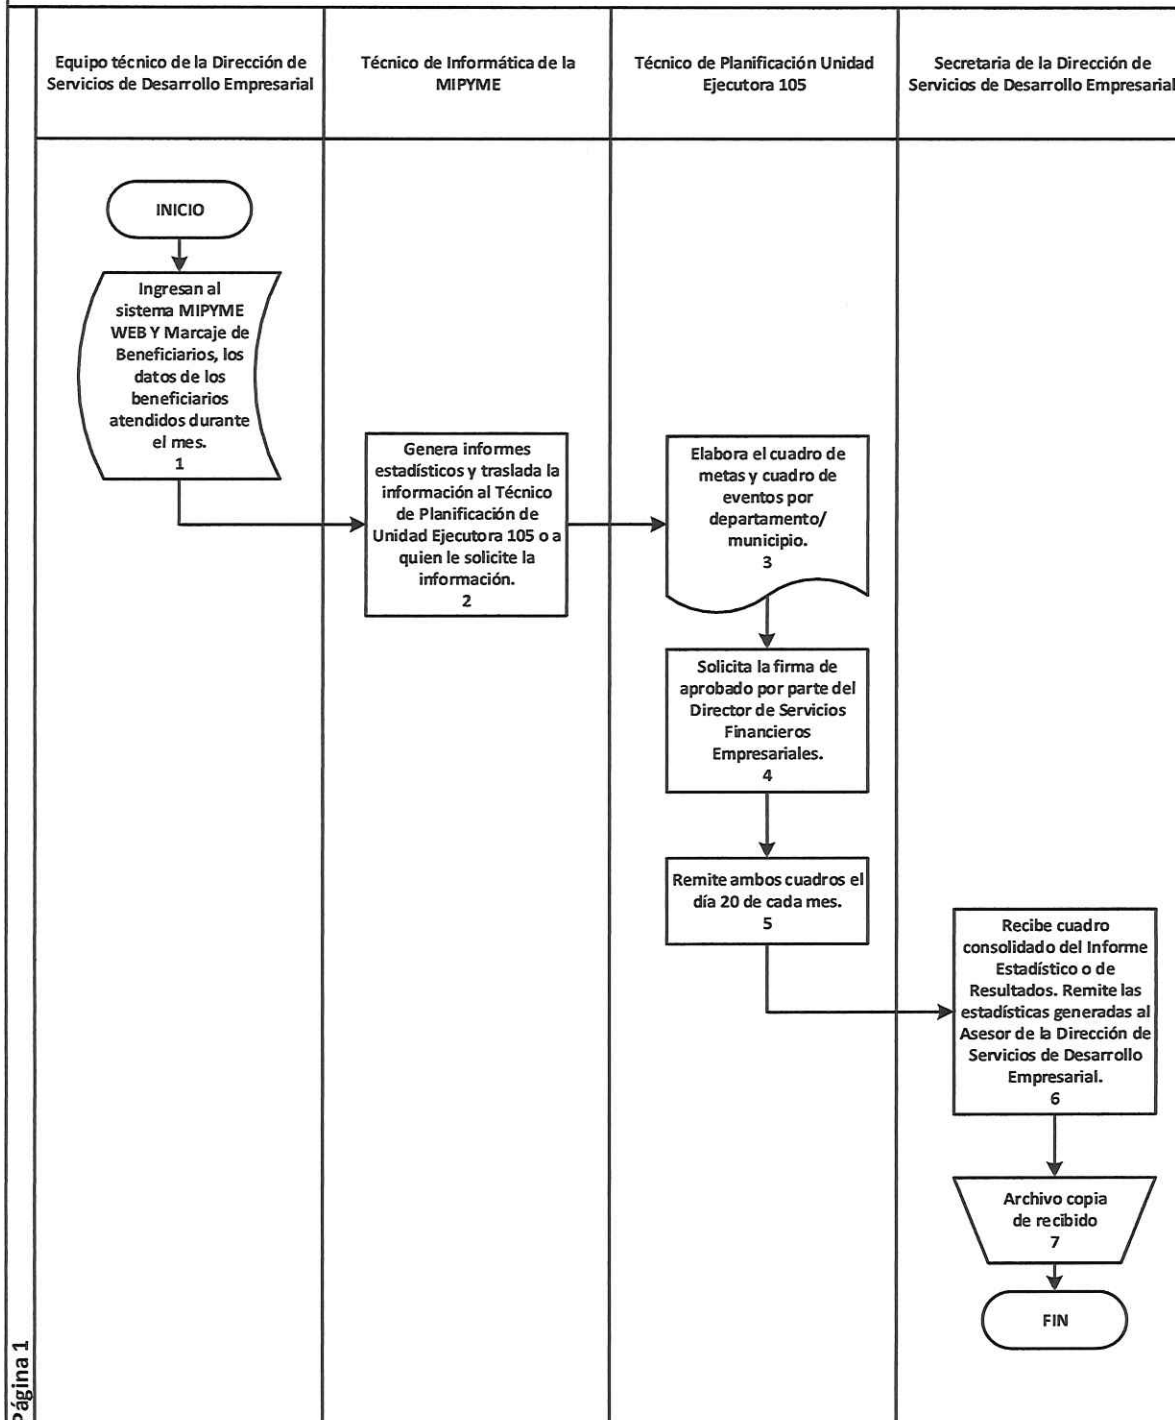 Equipo técnico de la Dirección de
Servicios de Desarrollo Empresarial
Técnico de Informática de la
MIPYME
Técnico de Planificación Unidad
Ejecutora 105
Secretaria de la Dirección de
Servicios de Desarrollo Empresarial
INICIO
Ingresan al
sistema MIPYME
WEB Y Marcaje de
Beneficiarios, los
datos de los
beneficiarios
atendidos durante
el mes.
1
Genera informes
estadísticos y traslada la
información al Técnico
de Planificación de
Unidad Ejecutora 105 o a
quien le solicite la
información.
2
Elabora el cuadro de
metas y cuadro de
eventos por
departamento/
municipio.
3
Solicita la firma de
aprobado por parte del
Director de Servicios
Financieros
Empresariales.
4
Remite ambos cuadros el
día 20 de cada mes.
5
Recibe cuadro
consolidado del Informe
Estadístico o de
Resultados. Remite las
estadísticas generadas al
Asesor de la Dirección de
Servicios de Desarrollo
Empresarial.
6
Archivo copia
de recibido
7
FIN
Página 1